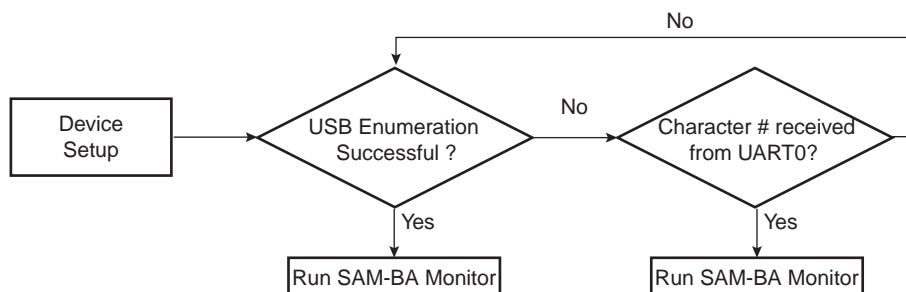 No
Device
Setup
USB Enumeration
Successful ?
No
Character # received
from UART0?
Yes
Yes
Run SAM-BA Monitor
Run SAM-BA Monitor